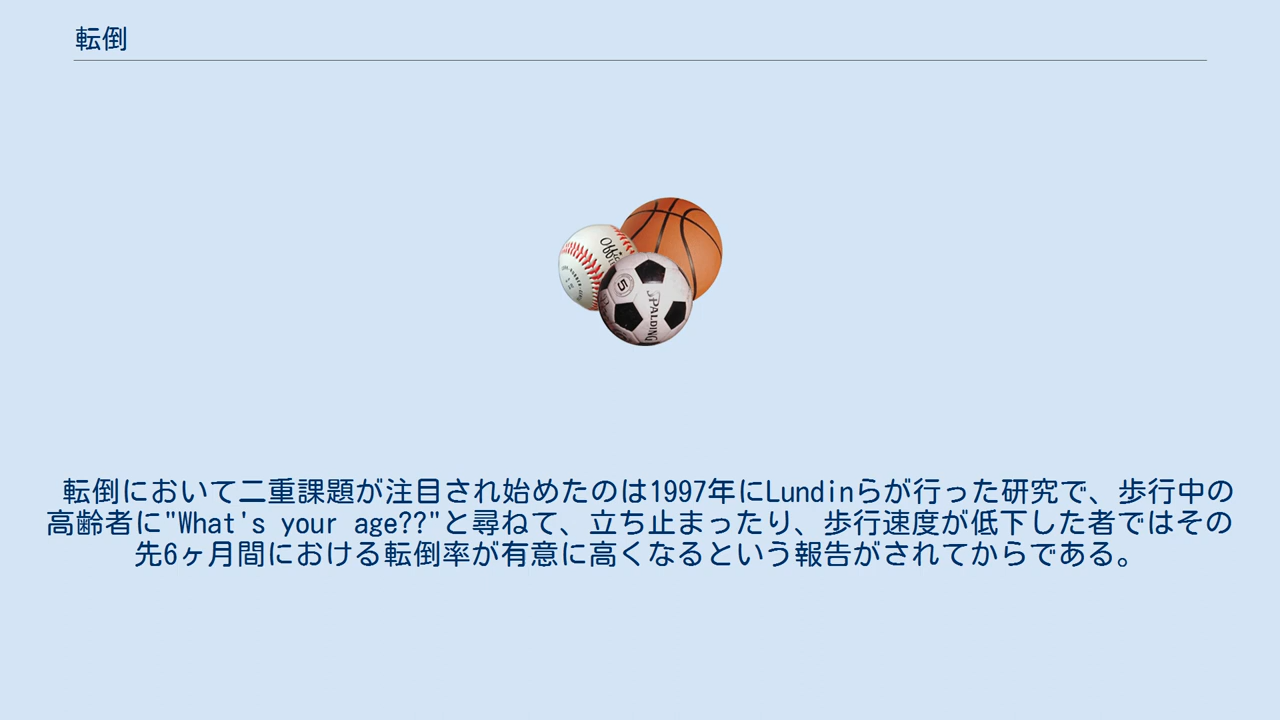 転倒
Offici
5
SPALDING
転倒において二重課題が注目され始めたのは1997年にLundinらが行った研究で、歩行中の
高齢者に"What's your age??"と尋ねて、立ち止まったり、歩行速度が低下した者ではその
先6ヶ月間における転倒率が有意に高くなるという報告がされてからである。